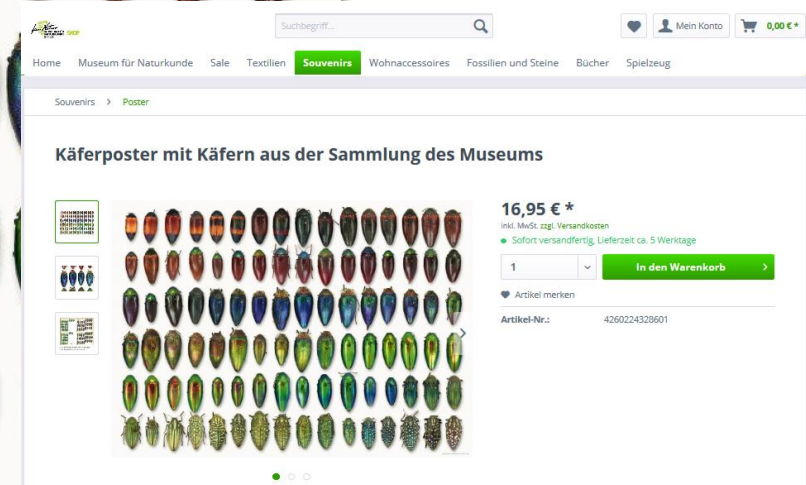 SHOP
Suchbegriff...
Mein Konto
0,00 € *
Home Museum für Naturkunde Sale Textilien Souvenirs Wohnaccessoires Fossilien und Steine Bücher Spielzeug
Souvenirs > Poster
Käferposter mit Käfern aus der Sammlung des Museums
16,95 € *
inkl. MwSt. zzgl. Versandkosten
Sofort versandfertig, Lieferzeit ca. 5 Werktage
1
In den Warenkorb
Artikel merken
Artikel-Nr.: 4260224328601